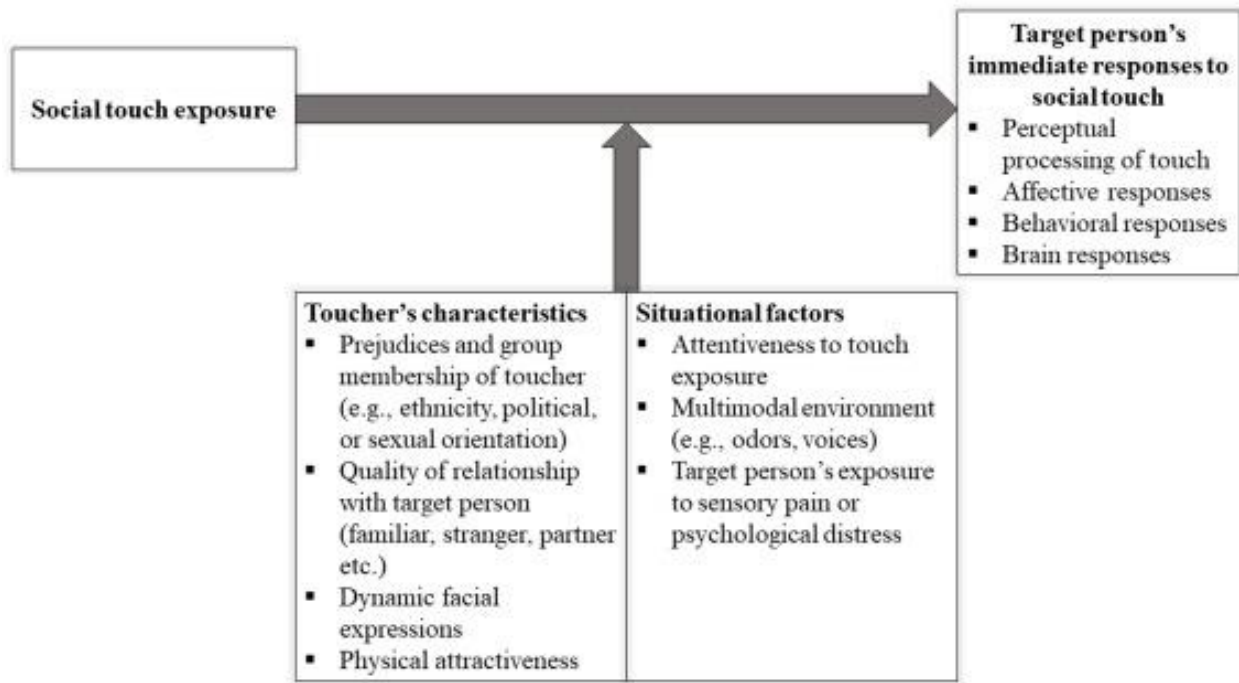 Social touch exposure
Target person's
immediate responses to
social touch
▪ Perceptual
processing of touch
▪ Affective responses
▪ Behavioral responses
▪ Brain responses
Toucher's characteristics
▪ Prejudices and group
membership of toucher
(e.g., ethnicity, political,
or sexual orientation)
▪ Quality of relationship
with target person
(familiar, stranger, partner
etc.)
▪ Dynamic facial
expressions
▪ Physical attractiveness
Situational factors
▪ Attentiveness to touch
exposure
▪ Multimodal environment
(e.g., odors, voices)
▪ Target person's exposure
to sensory pain or
psychological distress